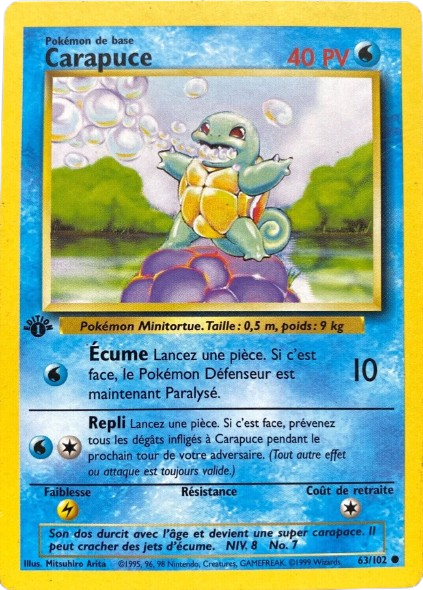 Pokémon de base
Carapuce 40 PV
EDITION 1
Pokémon Minitortue. Taille: 0,5 m, poids: 9 kg
Écume Lancez une pièce. Si c'est
face, le Pokémon Défenseur est
maintenant Paralysé.
10
Repli Lancez une pièce. Si c'est face, prévenez
tous les dégâts infligés à Carapuce pendant le
prochain tour de votre adversaire. (Tout autre effet
ou attaque est toujours valide.)
Faiblesse Résistance Coût de retraite
Son dos durcit avec l'âge et devient une super carapace. Il
peut cracher des jets d'écume. NIV. 8 No. 7
Illus. Mitsuhiro Arita ©1995, 96, 98 Nintendo, Creatures, GAMEFREAK. ©1999 Wizards. 63/102